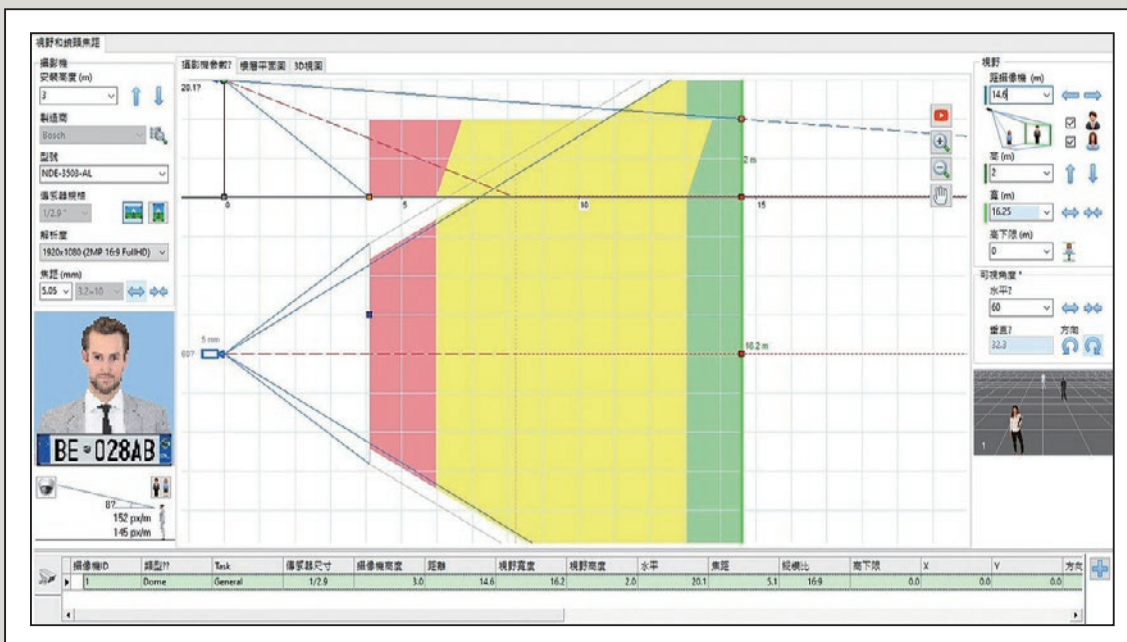 視野和鏡頭焦距
攝影機
安裝高度 (m)
3
製造商
Bosch
型號
NDE-3503-AL
傳感器規格
1/2.9 "
解析度
1920x1080 (2MP 16:9 FullHD)
焦距 (mm)
5.05
3.2~10
BE 028AB
8?
152 px/m
145 px/m
攝影機參數?
樓層平面圖
3D視圖
20.1?
0
5
10
15
2 m
5 mm
60?
16.2 m
視野
距攝像機 (m)
14.6
高 (m)
2
寬 (m)
16.25
高下限 (m)
0
可視角度 °
水平?
60
垂直?
方向
32.3
1
攝像機ID 類型?? Task 傳感器尺寸 攝像機高度 距離 視野寬度 視野高度 水平 焦距 縱橫比 高下限 X Y 方向
1 Dome General 1/2.9 3.0 14.6 16.2 2.0 20.1 5.1 16:9 0.0 0.0 0.0